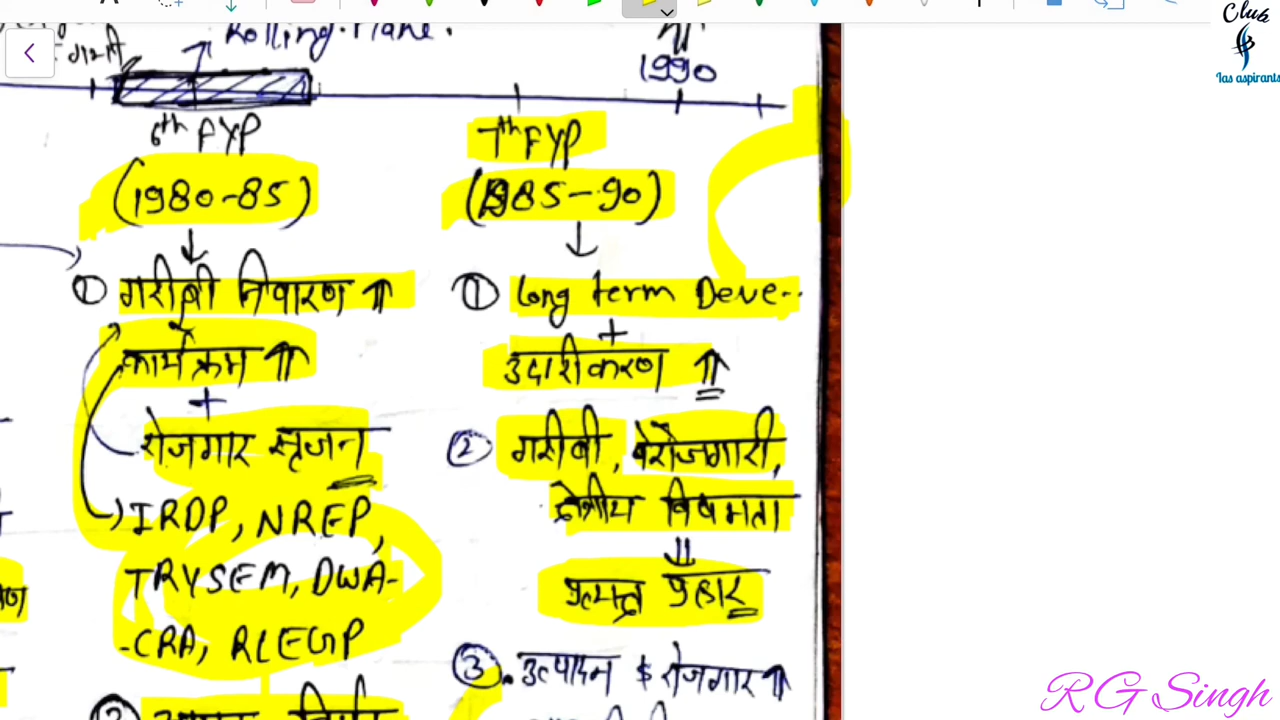 Rolling Plane.
1990
6th FYP
(1980-85)
① गरीबी निवारण ⇑
कार्यक्रम ⇑
+
रोजगार सृजन
IRDP, NREP,
TRYSEM, DWA-
-CRA, RLEGP
②
7th FYP
(1985-90)
① Long term Deve--
+
उदारीकरण ⇑
② गरीबी, बेरोजगारी,
क्षेत्रीय विषमता
⇓
प्रत्यक्ष प्रहार
③ . उत्पादन & रोजगार ⇑
Club
Ias aspirants
RG Singh